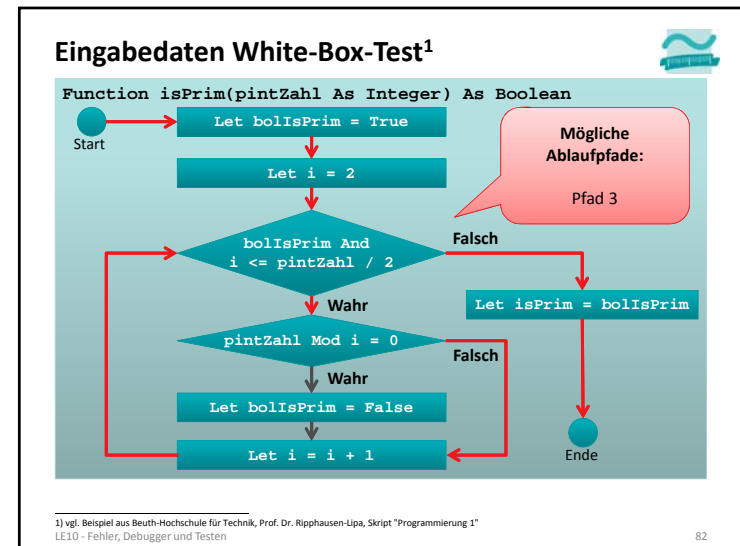 Eingabedaten White-Box-Test1
Function isPrim(pintZahl As Integer) As Boolean
Start
Let bolIsPrim = True
Mögliche
Ablaufpfade:
Pfad 3
Let i = 2
bolIsPrim And
i <= pintZahl / 2
Falsch
Wahr
Let isPrim = bolIsPrim
pintZahl Mod i = 0
Falsch
Wahr
Let bolIsPrim = False
Let i = i + 1
Ende
1) vgl. Beispiel aus Beuth-Hochschule für Technik, Prof. Dr. Ripphausen-Lipa, Skript "Programmierung 1"
LE10 - Fehler, Debugger und Testen
82